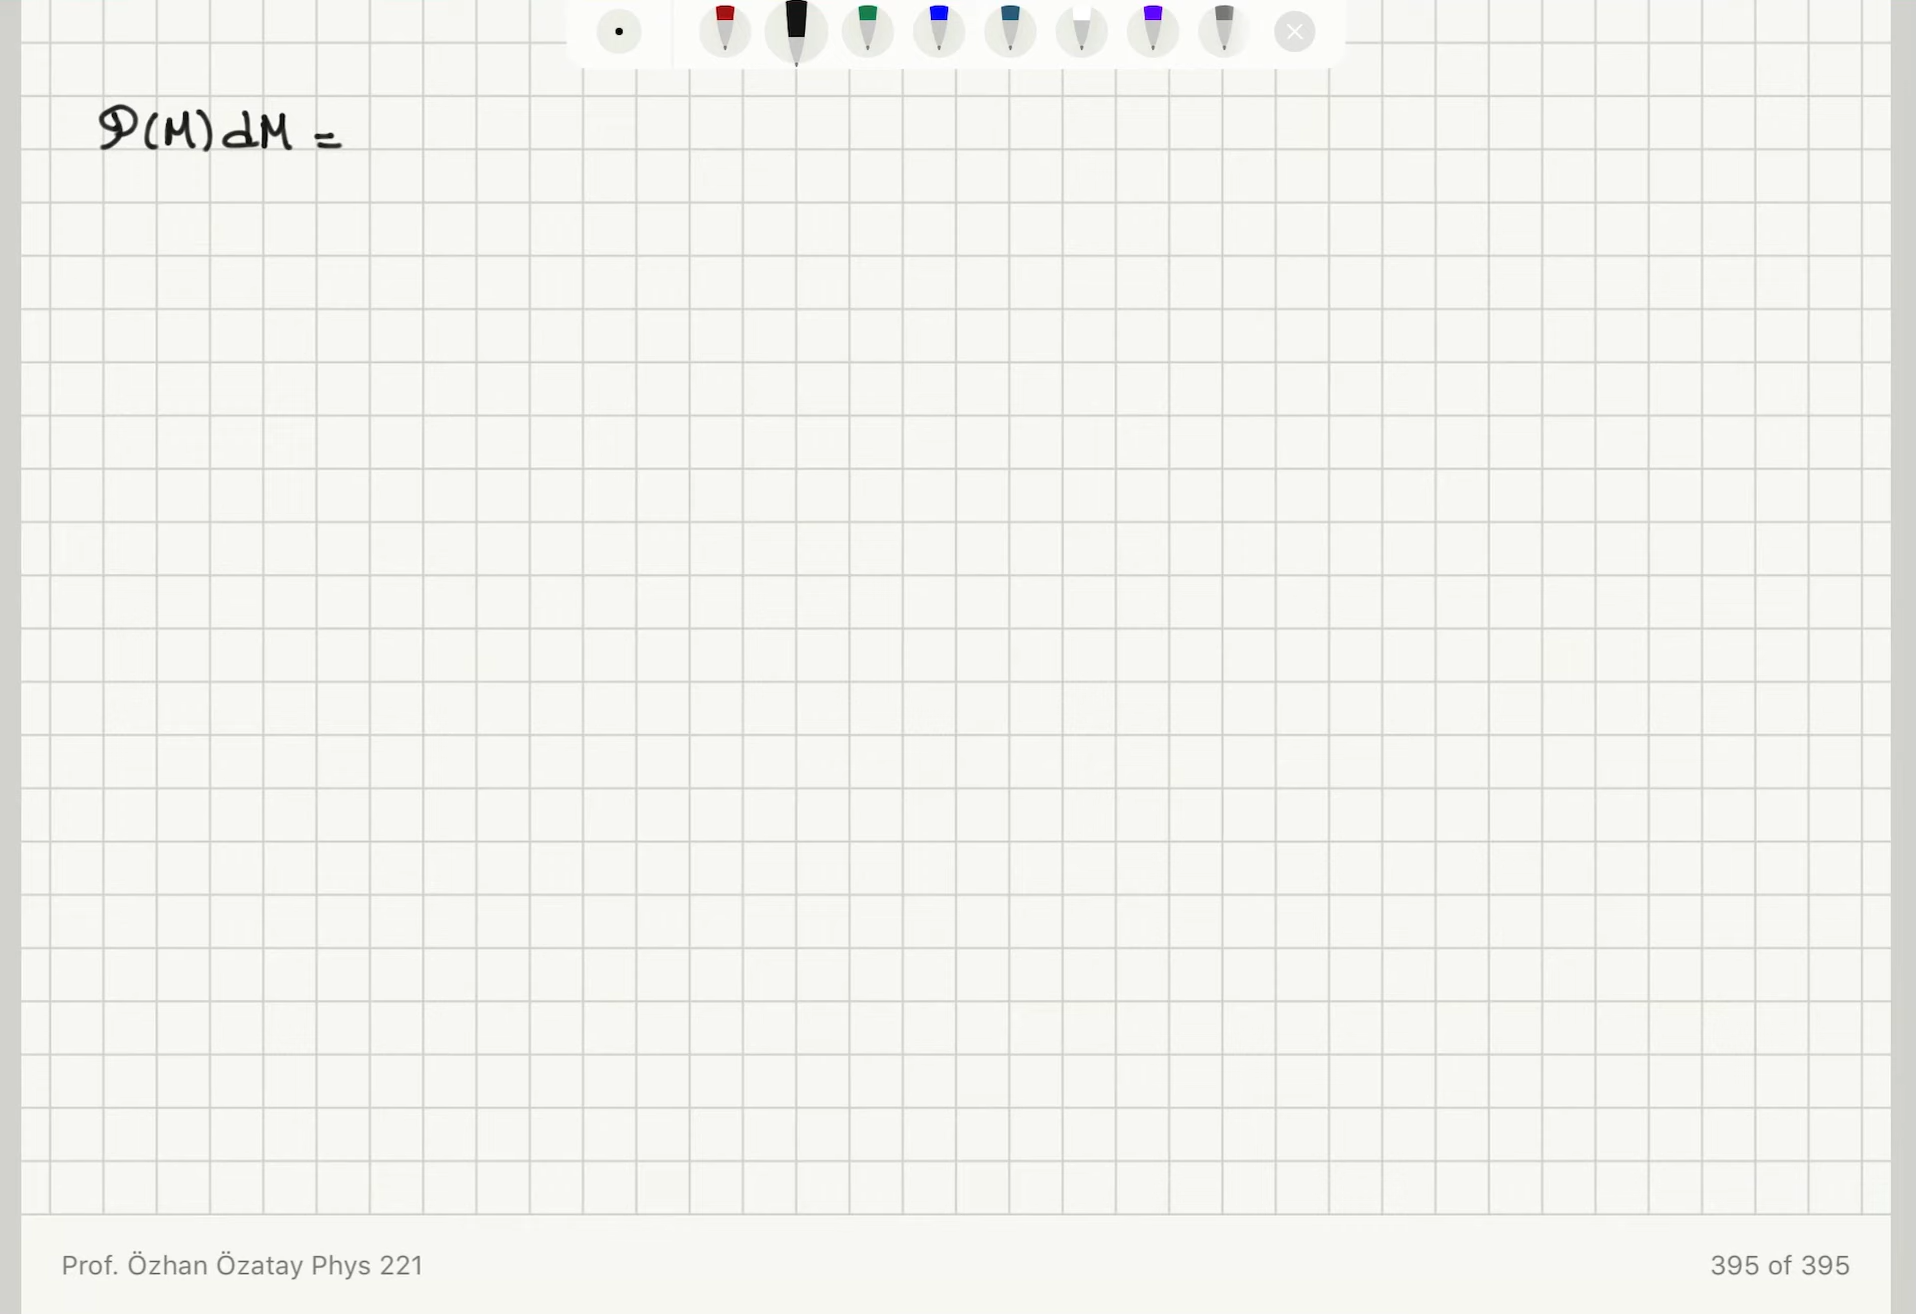 𝒫(M)dM =
Prof. Özhan Özatay Phys 221
395 of 395